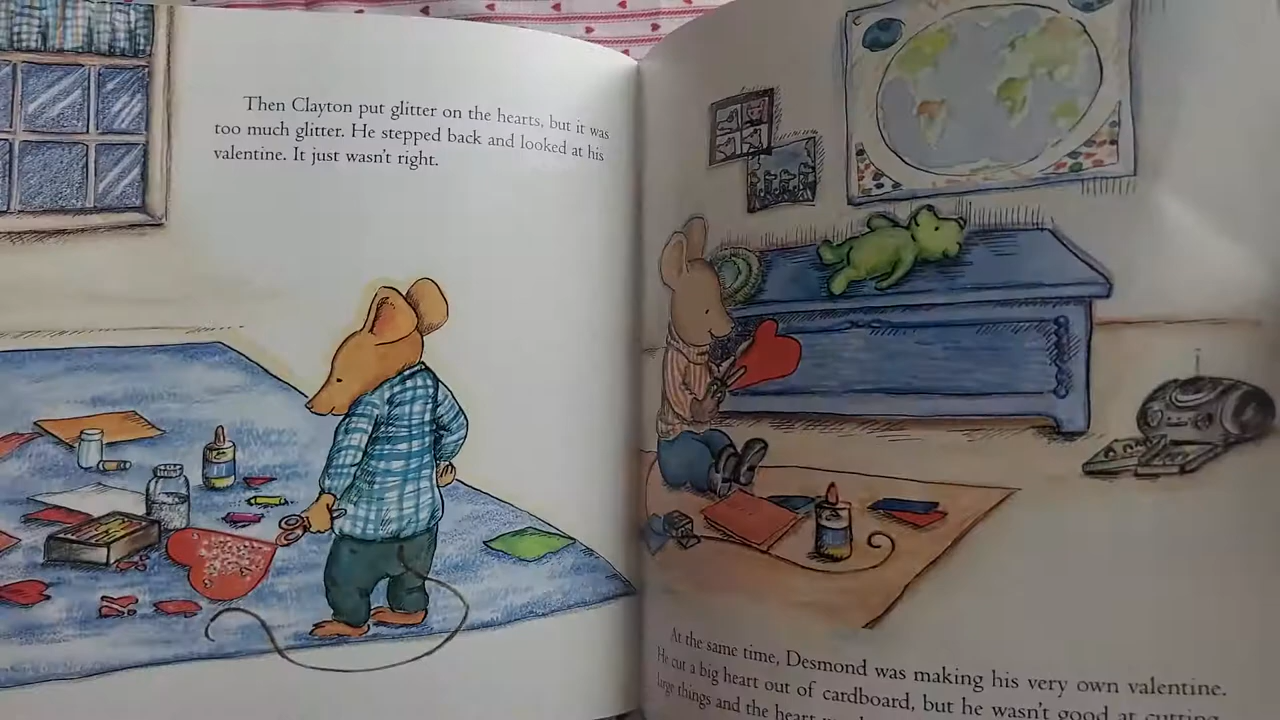 Then Clayton put glitter on the hearts, but it was
too much glitter. He stepped back and looked at his
valentine. It just wasn't right.
At the same time, Desmond was making his very own valentine.
He cut a big heart out of cardboard, but he wasn't good at cutting
large things and the heart